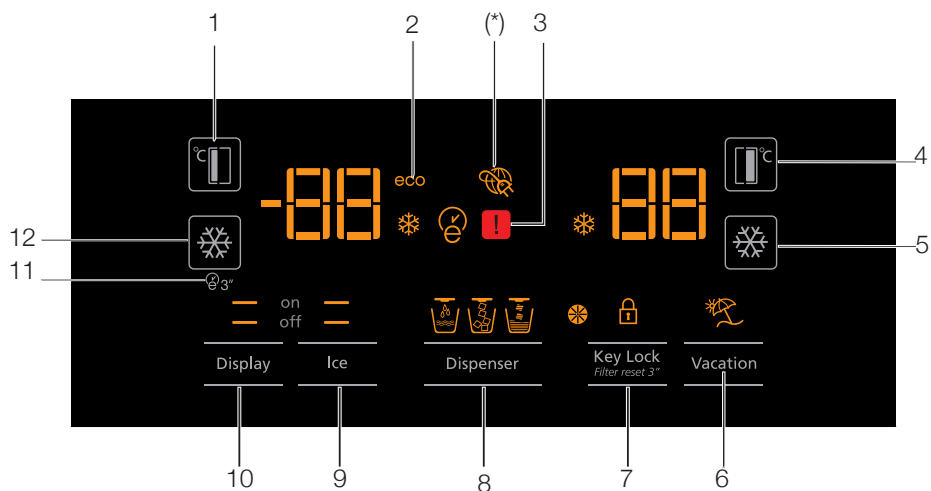 1 2 (*) 3
°C -88 eco 88 °C 4
12 e ! 5
11 e 3"
on
off
Display Ice Dispenser Key Lock Vacation
Filter reset 3"
10 9 8 7 6